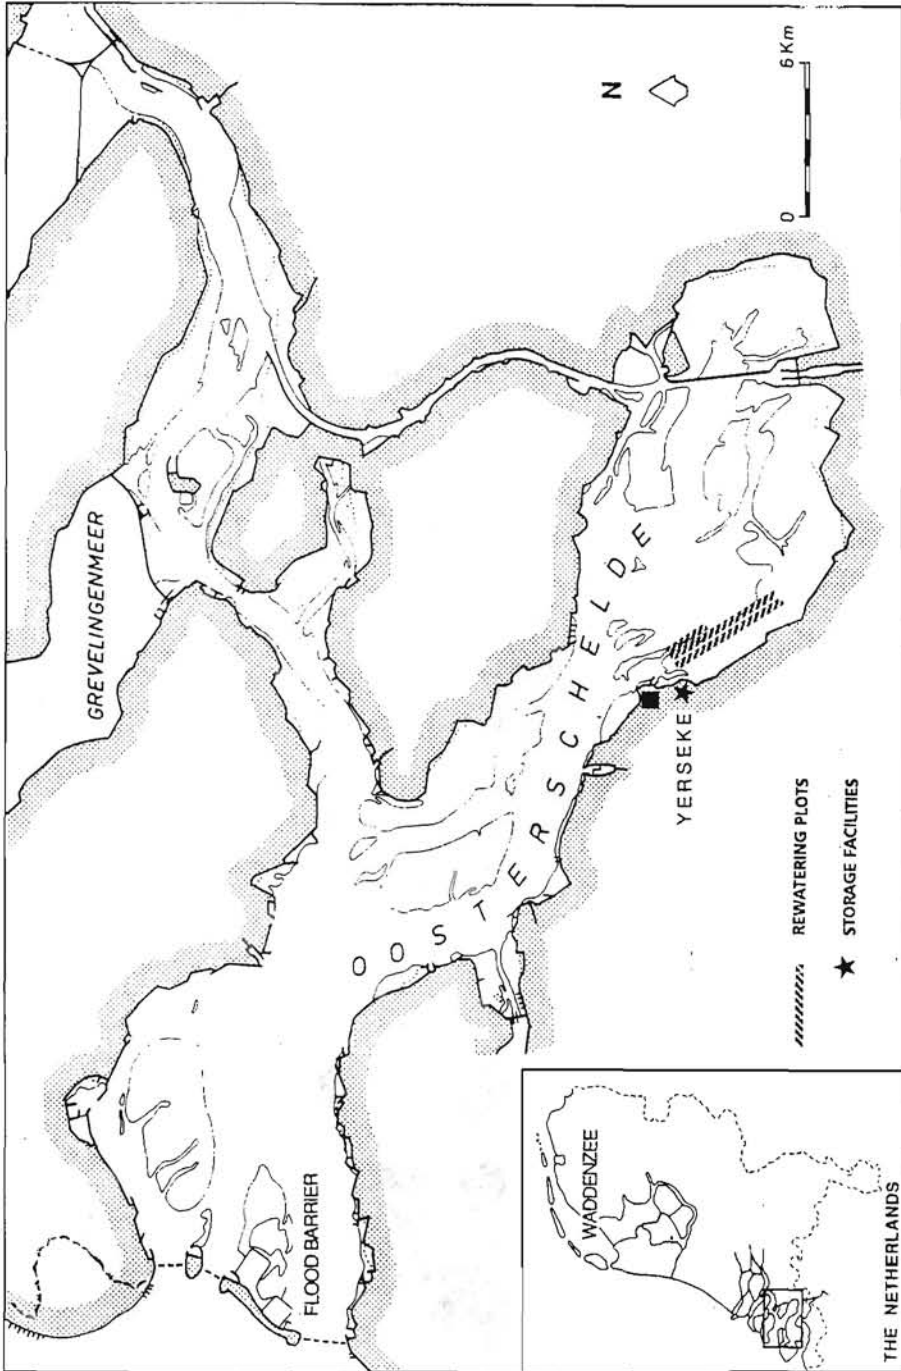 GREVELINGENMEER
N
0 6 Km
OOSTERSCHELDE
FLOOD BARRIER
YERSEKE
REWATERING PLOTS
STORAGE FACILITIES
WADDENZEE
THE NETHERLANDS